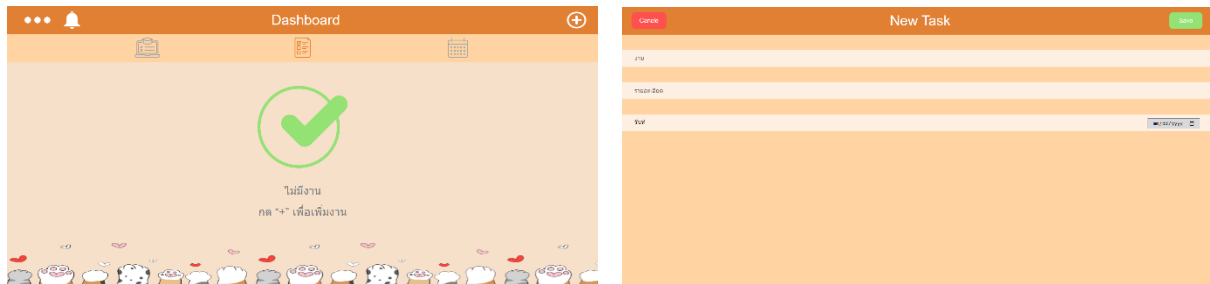 Dashboard
ไม่มีงาน
กด "+" เพื่อเพิ่มงาน
Cancle
New Task
Save
งาน
รายละเอียด
วันที่